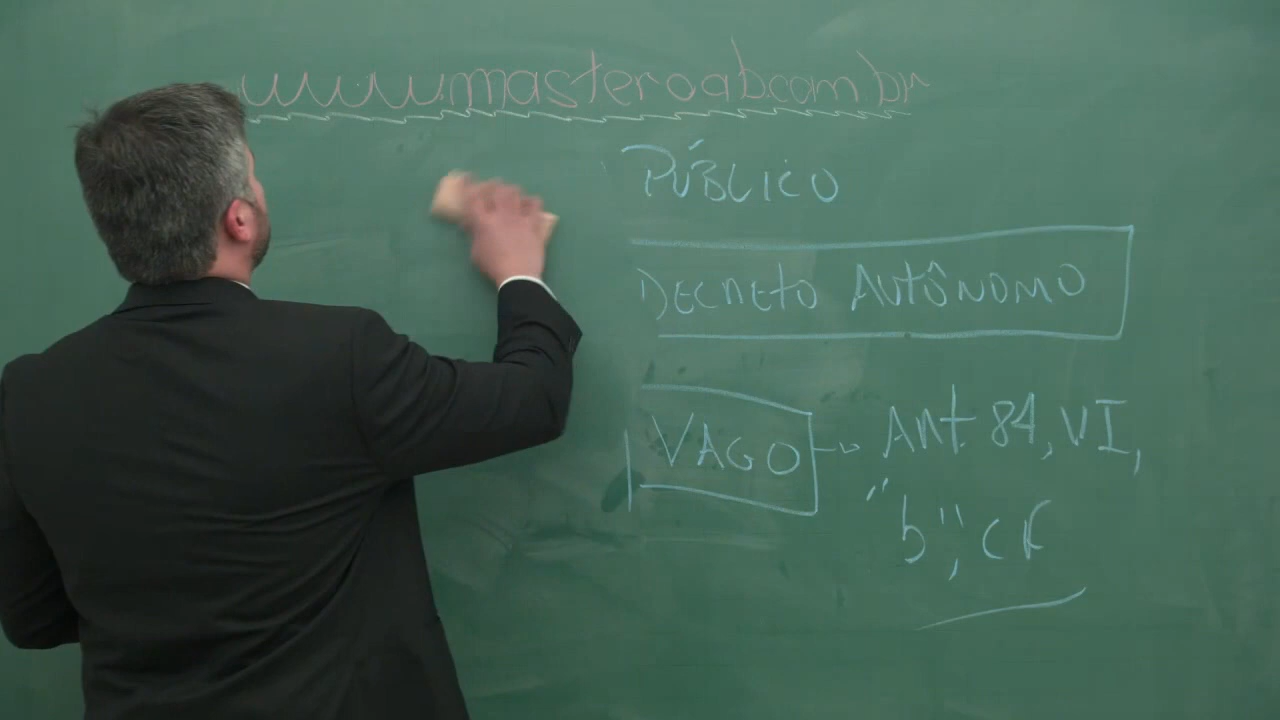 www.masteroab.com.br
PÚBLICO
DECRETO AUTÔNOMO
VAGO → Art 84, VI,
"b", CF